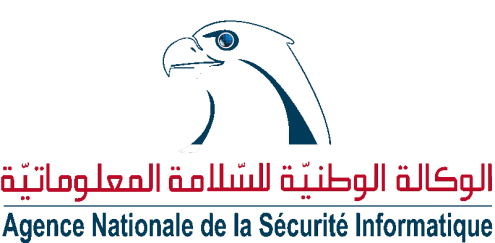 الوكالة الوطنيّة للسّلامة المعلوماتيّة
Agence Nationale de la Sécurité Informatique